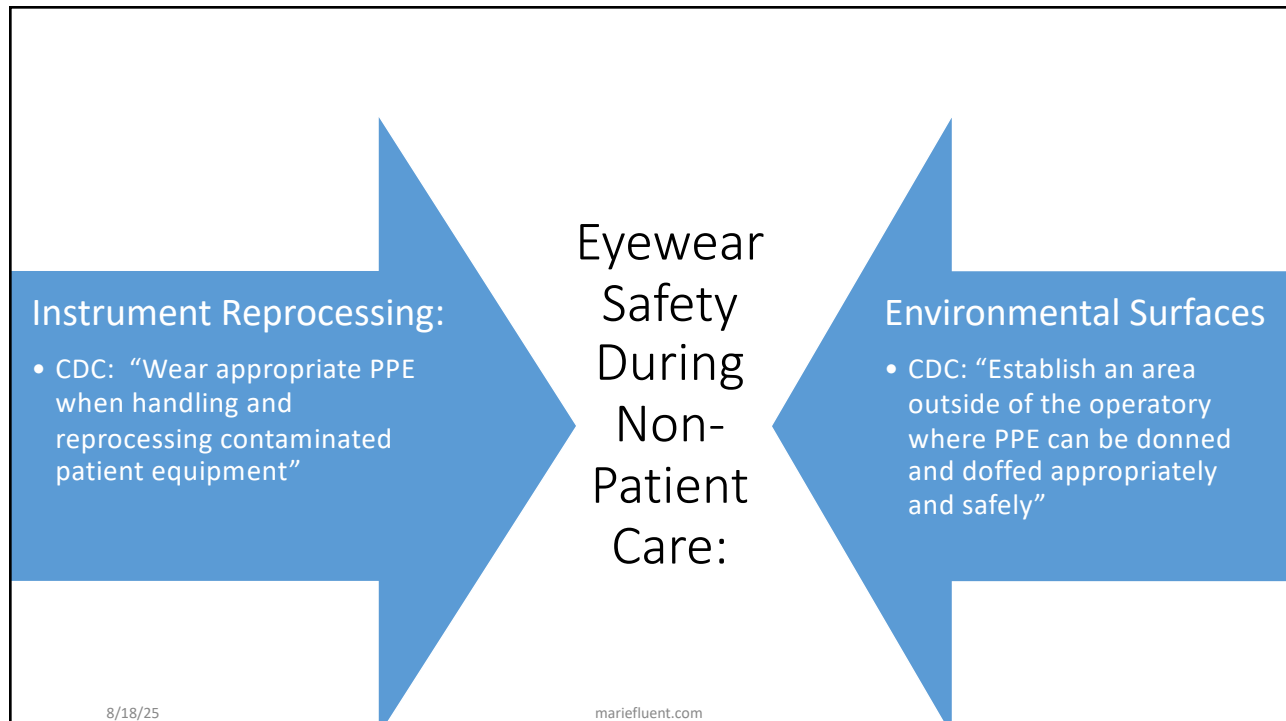 Instrument Reprocessing:
• CDC: “Wear appropriate PPE
when handling and
reprocessing contaminated
patient equipment”
Eyewear
Safety
During
Non-
Patient
Care:
Environmental Surfaces
• CDC: “Establish an area
outside of the operatory
where PPE can be donned
and doffed appropriately
and safely”
8/18/25
mariefluent.com